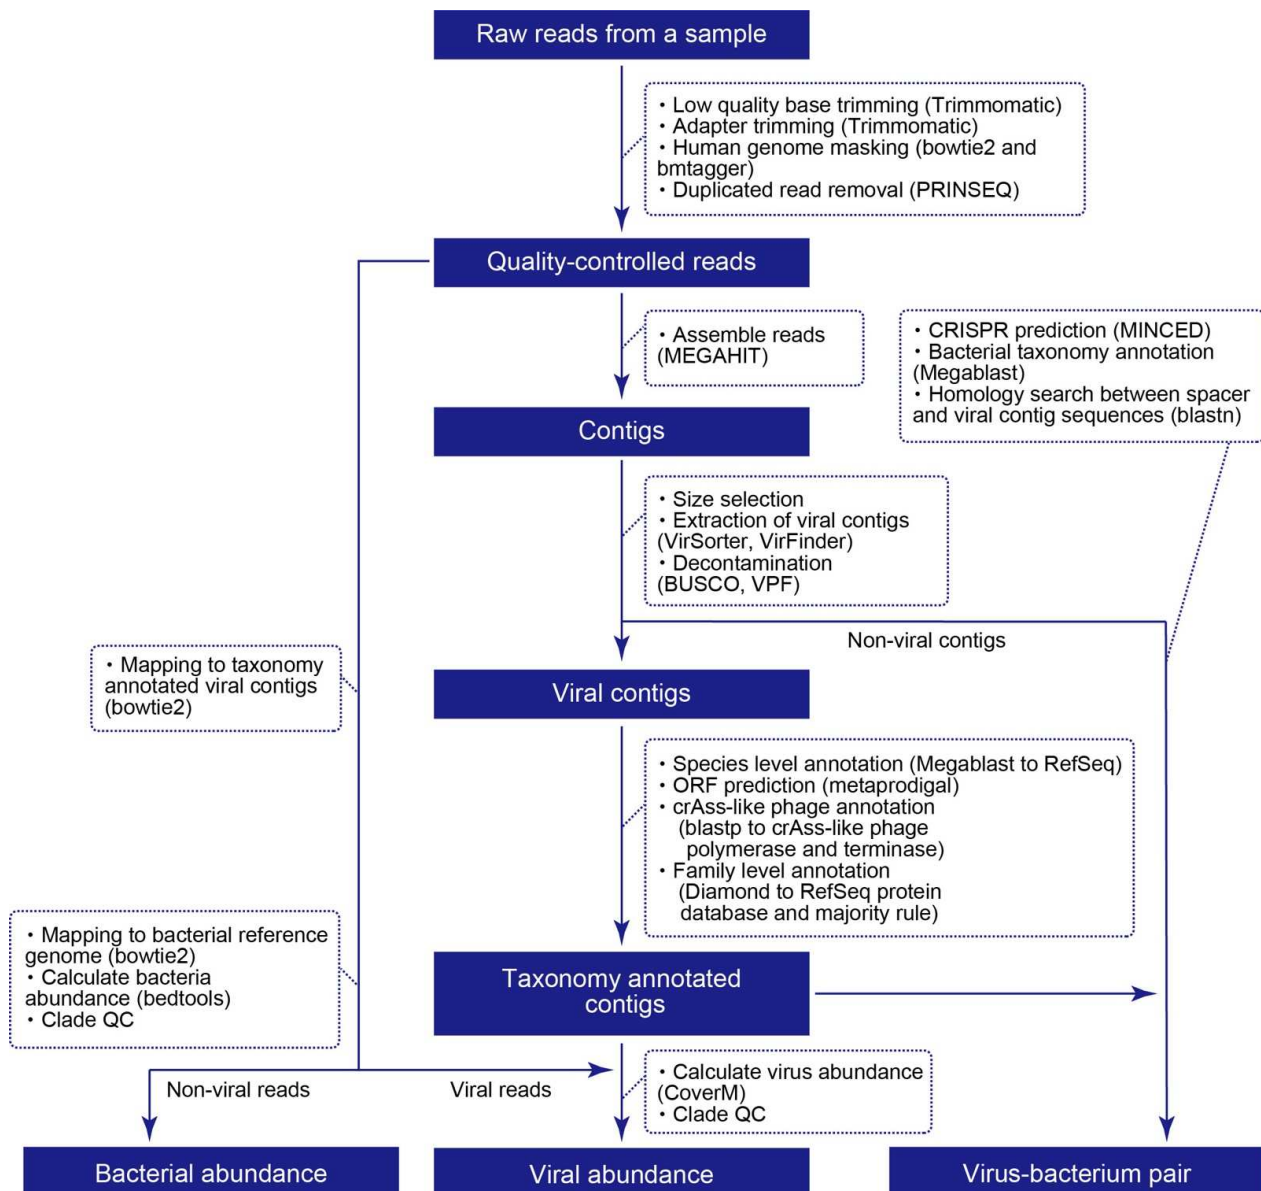 Raw reads from a sample
・Low quality base trimming (Trimmomatic)
・Adapter trimming (Trimmomatic)
・Human genome masking (bowtie2 and
bmtagger)
・Duplicated read removal (PRINSEQ)
Quality-controlled reads
・Assemble reads
(MEGAHIT)
・CRISPR prediction (MINCED)
・Bacterial taxonomy annotation
(Megablast)
・Homology search between spacer
and viral contig sequences (blastn)
Contigs
・Size selection
・Extraction of viral contigs
(VirSorter, VirFinder)
・Decontamination
(BUSCO, VPF)
Non-viral contigs
・Mapping to taxonomy
annotated viral contigs
(bowtie2)
Viral contigs
・Species level annotation (Megablast to RefSeq)
・ORF prediction (metaprodigal)
・crAss-like phage annotation
(blastp to crAss-like phage
polymerase and terminase)
・Family level annotation
(Diamond to RefSeq protein
database and majority rule)
・Mapping to bacterial reference
genome (bowtie2)
・Calculate bacteria
abundance (bedtools)
・Clade QC
Taxonomy annotated
contigs
Non-viral reads
Viral reads
・Calculate virus abundance
(CoverM)
・Clade QC
Bacterial abundance
Viral abundance
Virus-bacterium pair